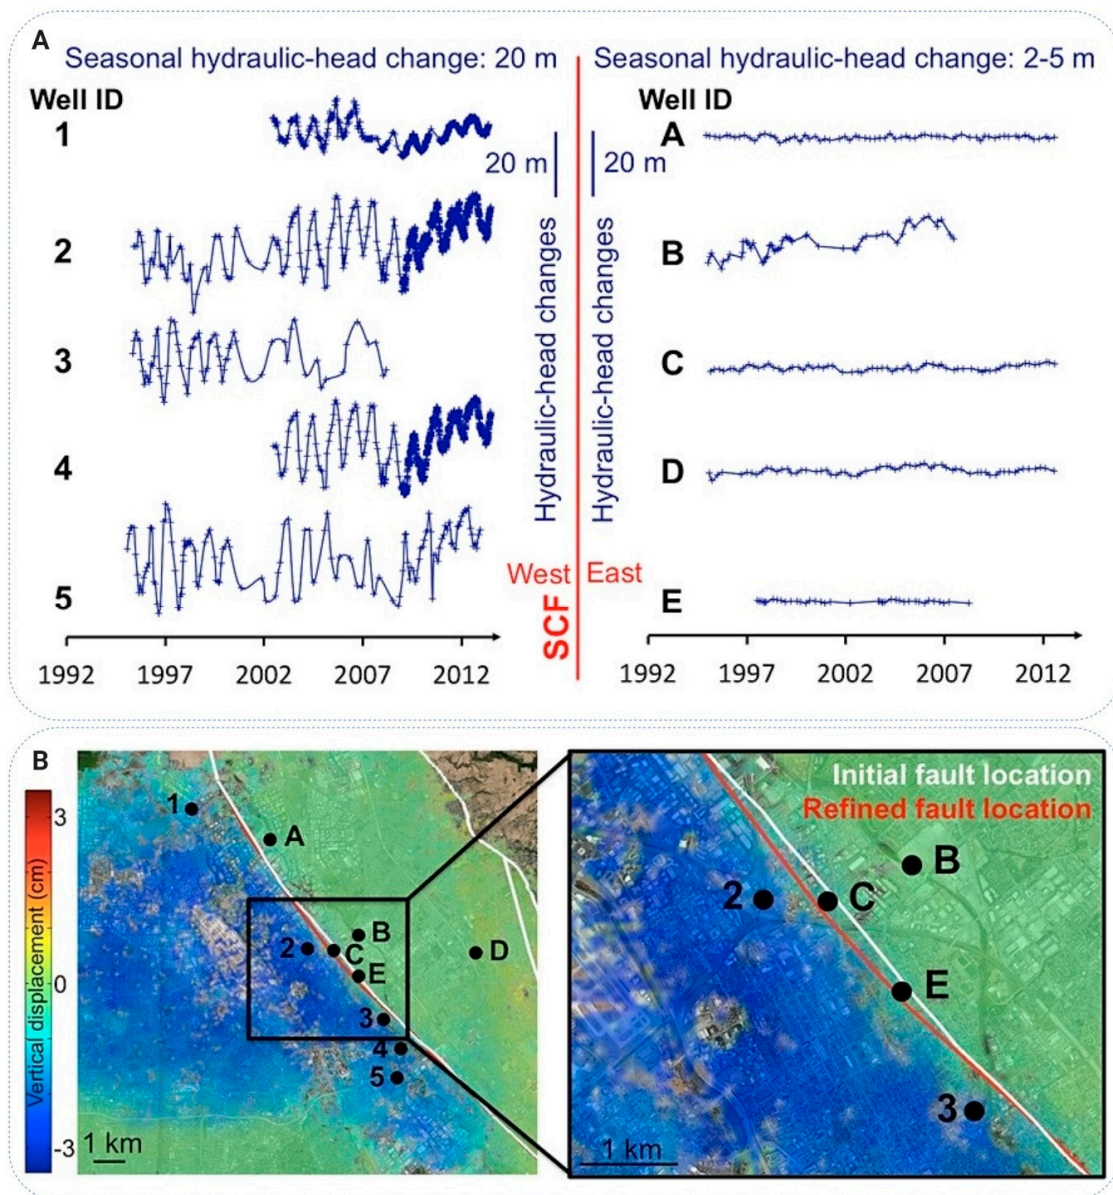 A
Seasonal hydraulic-head change: 20 m
Seasonal hydraulic-head change: 2-5 m
Well ID
1
2
3
4
5
20 m
Hydraulic-head changes
West
SCF
1992 1997 2002 2007 2012
Well ID
A
B
C
D
E
20 m
Hydraulic-head changes
East
1992 1997 2002 2007 2012
B
Vertical displacement (cm)
3
0
-3
1
A
2
B
C
E
D
3
4
5
1 km
Initial fault location
Refined fault location
B
2
C
E
3
1 km